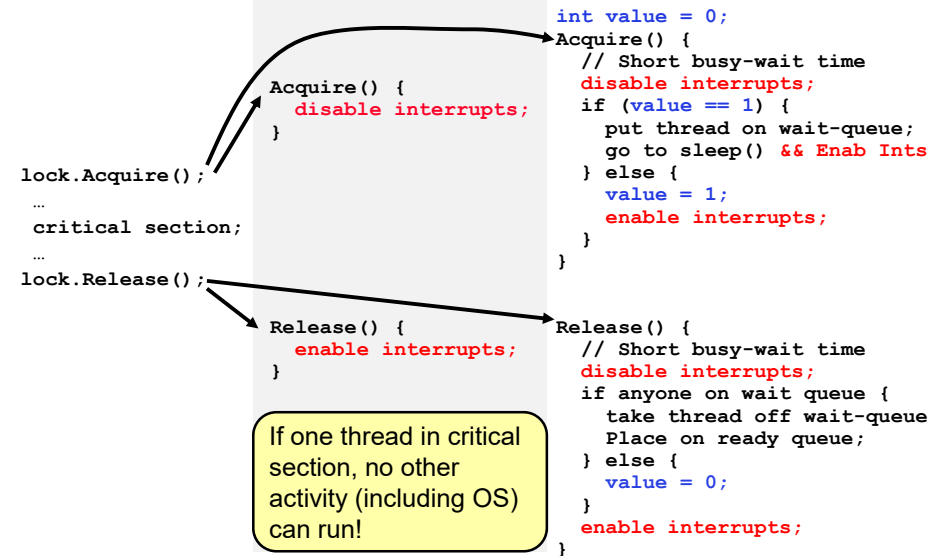 lock.Acquire();
…
critical section;
…
lock.Release();
Acquire() {
disable interrupts;
}
Release() {
enable interrupts;
}
If one thread in critical
section, no other
activity (including OS)
can run!
int value = 0;
Acquire() {
// Short busy-wait time
disable interrupts;
if (value == 1) {
put thread on wait-queue;
go to sleep() && Enab Ints
} else {
value = 1;
enable interrupts;
}
}
Release() {
// Short busy-wait time
disable interrupts;
if anyone on wait queue {
take thread off wait-queue
Place on ready queue;
} else {
value = 0;
}
enable interrupts;
}